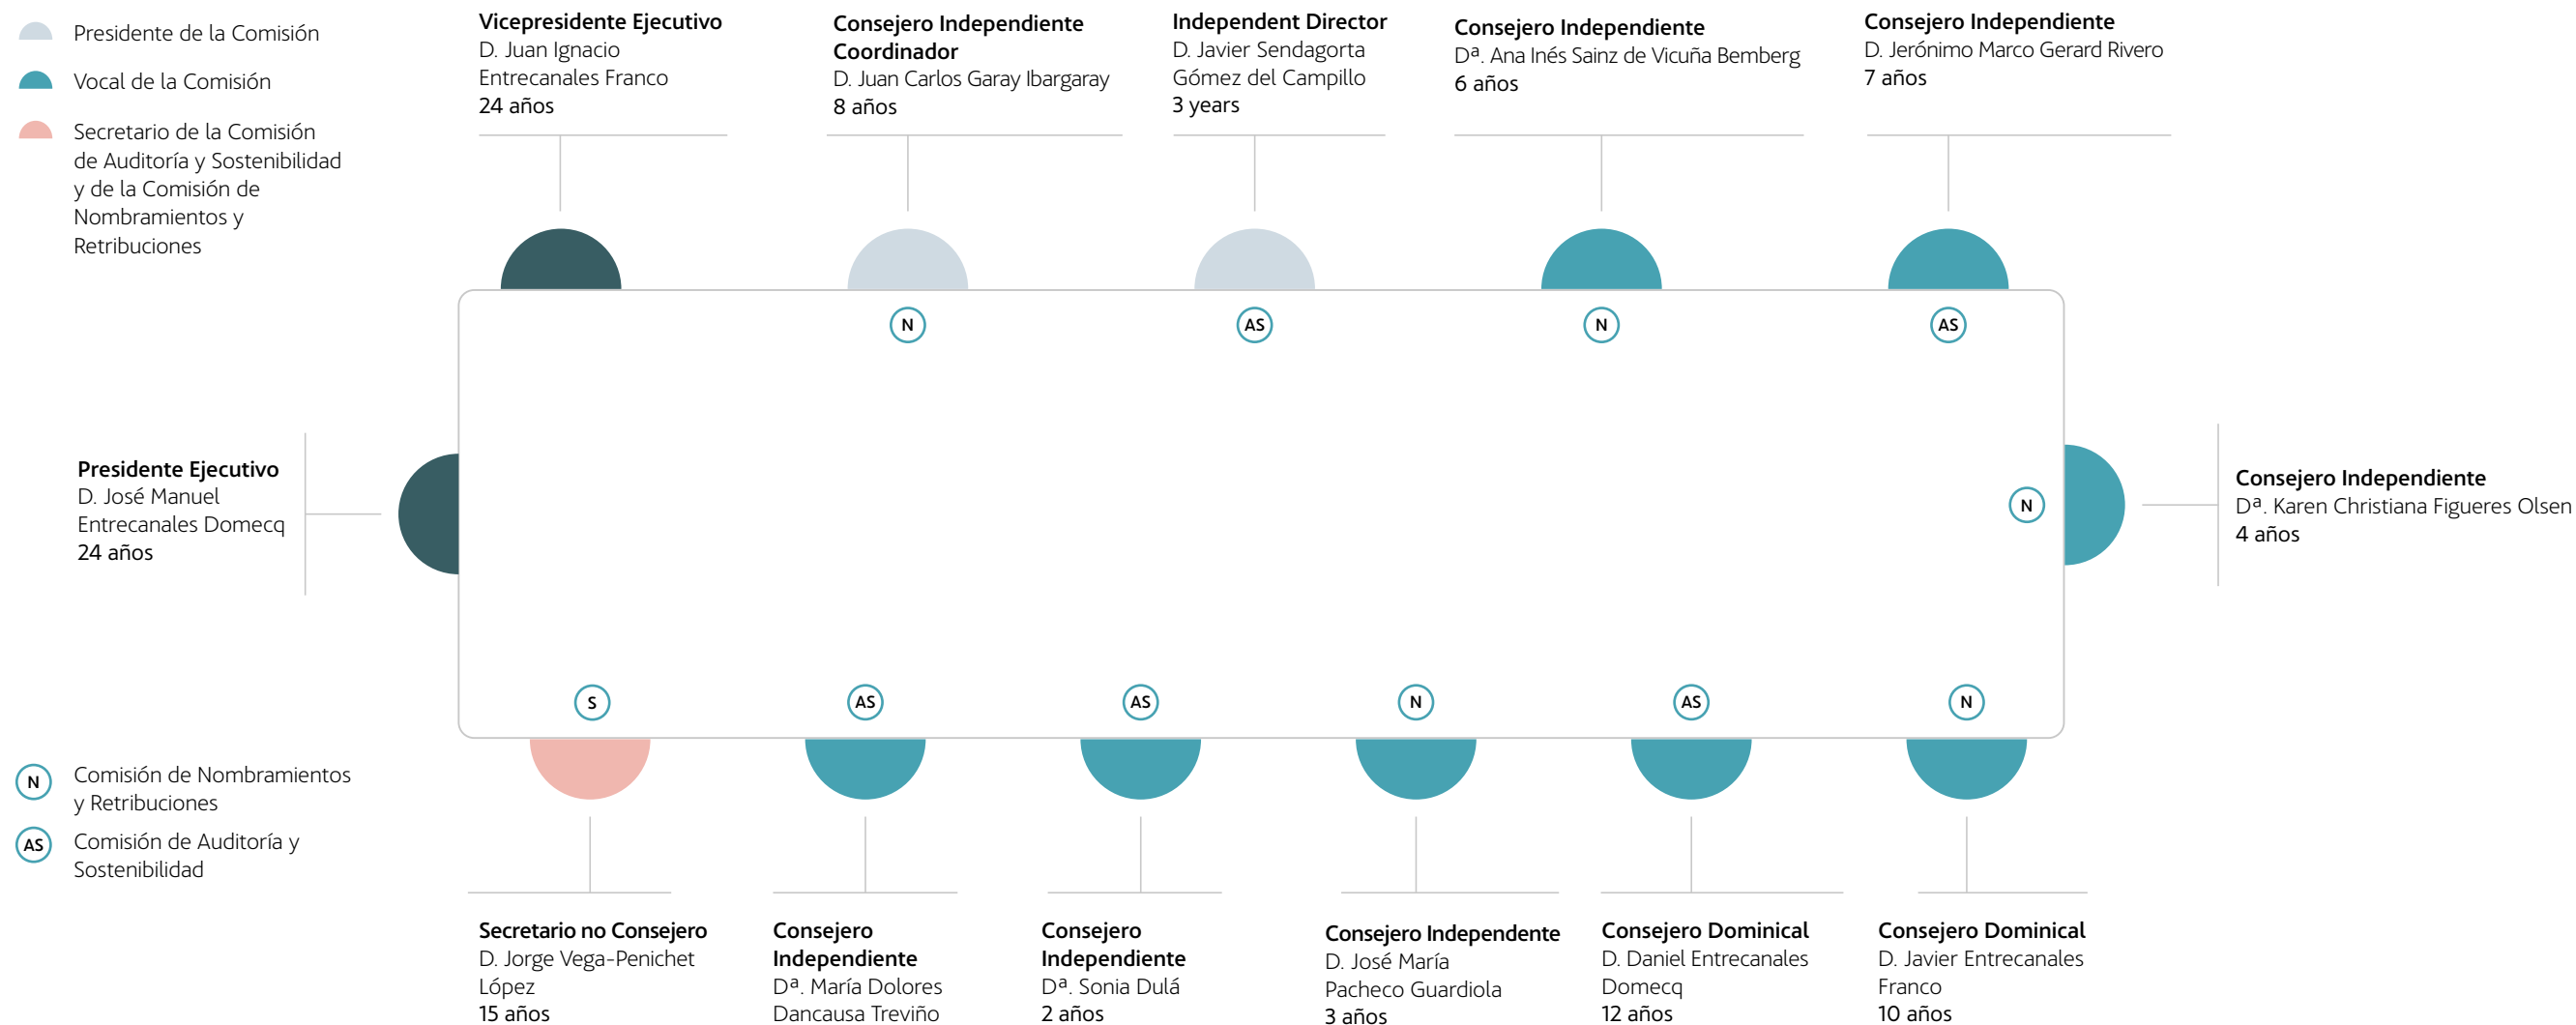 Presidente de la Comisión
Vocal de la Comisión
Secretario de la Comisión
de Auditoría y Sostenibilidad
y de la Comisión de
Nombramientos y
Retribuciones
Vicepresidente Ejecutivo
D. Juan Ignacio
Entrecanales Franco
24 años
Consejero Independiente
Coordinador
D. Juan Carlos Garay Ibargaray
8 años
Independent Director
D. Javier Sendagorta
Gómez del Campillo
3 years
Consejero Independiente
Dª. Ana Inés Sainz de Vicuña Bemberg
6 años
Consejero Independiente
D. Jerónimo Marco Gerard Rivero
7 años
N
AS
N
AS
Presidente Ejecutivo
D. José Manuel
Entrecanales Domecq
24 años
N
Consejero Independiente
Dª. Karen Christiana Figueres Olsen
4 años
S
AS
AS
N
AS
N
N
Comisión de Nombramientos
y Retribuciones
AS
Comisión de Auditoría y
Sostenibilidad
Secretario no Consejero
D. Jorge Vega-Penichet
López
15 años
Consejero
Independiente
Dª. María Dolores
Dancausa Treviño
Consejero
Independiente
Dª. Sonia Dulá
2 años
Consejero Independente
D. José María
Pacheco Guardiola
3 años
Consejero Dominical
D. Daniel Entrecanales
Domecq
12 años
Consejero Dominical
D. Javier Entrecanales
Franco
10 años